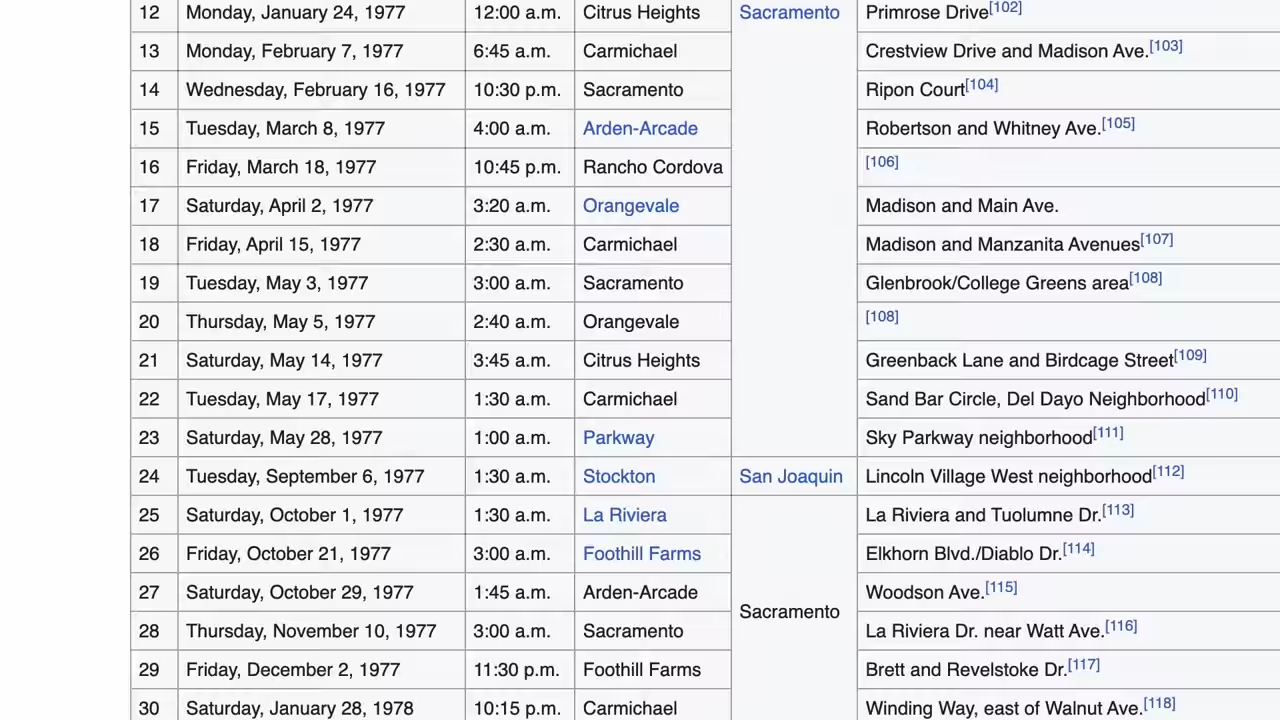 12 Monday, January 24, 1977 12:00 a.m. Citrus Heights Sacramento Primrose Drive[102]
13 Monday, February 7, 1977 6:45 a.m. Carmichael Crestview Drive and Madison Ave.[103]
14 Wednesday, February 16, 1977 10:30 p.m. Sacramento Ripon Court[104]
15 Tuesday, March 8, 1977 4:00 a.m. Arden-Arcade Robertson and Whitney Ave.[105]
16 Friday, March 18, 1977 10:45 p.m. Rancho Cordova [106]
17 Saturday, April 2, 1977 3:20 a.m. Orangevale Madison and Main Ave.
18 Friday, April 15, 1977 2:30 a.m. Carmichael Madison and Manzanita Avenues[107]
19 Tuesday, May 3, 1977 3:00 a.m. Sacramento Glenbrook/College Greens area[108]
20 Thursday, May 5, 1977 2:40 a.m. Orangevale [108]
21 Saturday, May 14, 1977 3:45 a.m. Citrus Heights Greenback Lane and Birdcage Street[109]
22 Tuesday, May 17, 1977 1:30 a.m. Carmichael Sand Bar Circle, Del Dayo Neighborhood[110]
23 Saturday, May 28, 1977 1:00 a.m. Parkway Sky Parkway neighborhood[111]
24 Tuesday, September 6, 1977 1:30 a.m. Stockton San Joaquin Lincoln Village West neighborhood[112]
25 Saturday, October 1, 1977 1:30 a.m. La Riviera La Riviera and Tuolumne Dr.[113]
26 Friday, October 21, 1977 3:00 a.m. Foothill Farms Elkhorn Blvd./Diablo Dr.[114]
27 Saturday, October 29, 1977 1:45 a.m. Arden-Arcade Woodson Ave.[115]
Sacramento
28 Thursday, November 10, 1977 3:00 a.m. Sacramento La Riviera Dr. near Watt Ave.[116]
29 Friday, December 2, 1977 11:30 p.m. Foothill Farms Brett and Revelstoke Dr.[117]
30 Saturday, January 28, 1978 10:15 p.m. Carmichael Winding Way, east of Walnut Ave.[118]